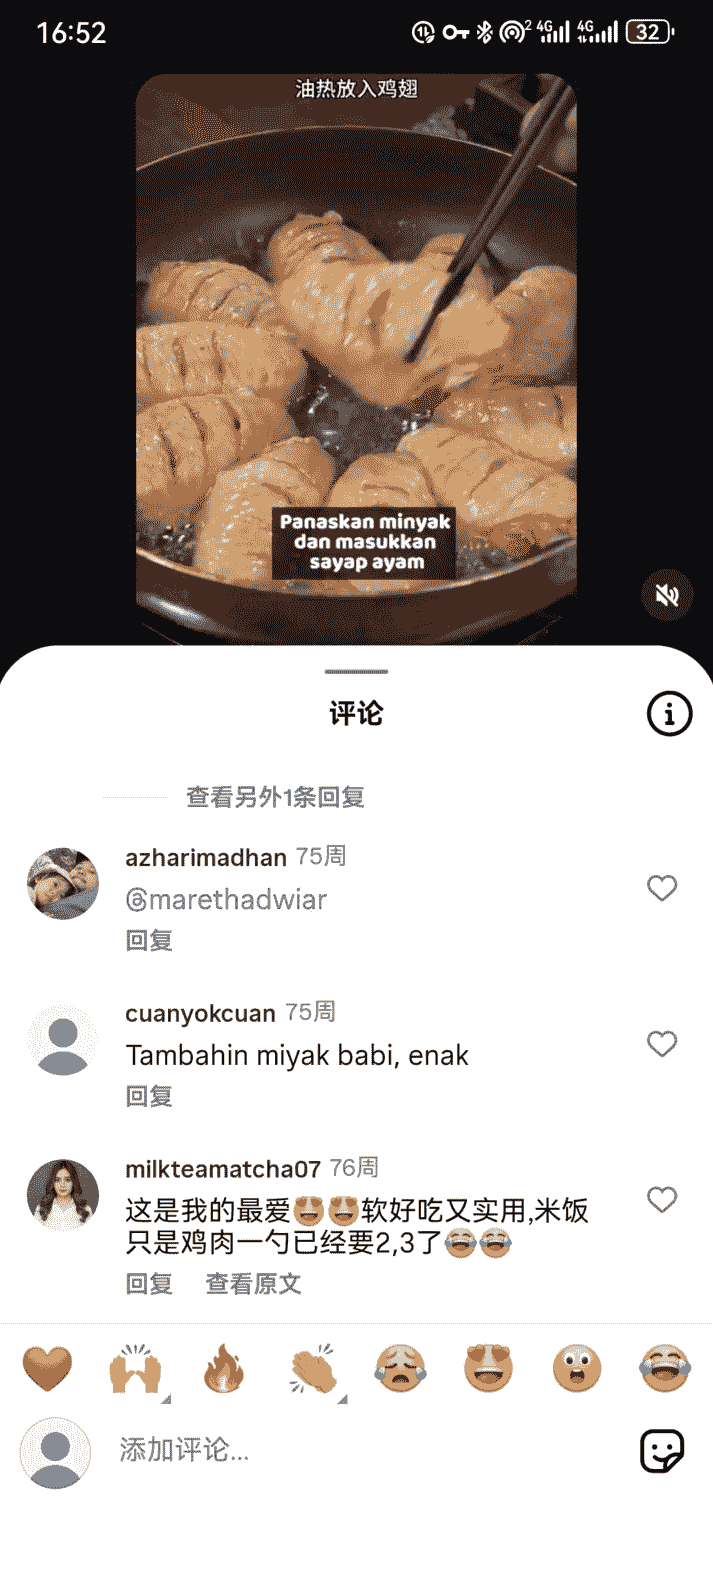 16:52
2 4G 4G 32
油热放入鸡翅
Panaskan minyak
dan masukkan
sayap ayam
评论
查看另外1条回复
azharimadhan 75周
@marethadwiar
回复
cuanyokcuan 75周
Tambahin miyak babi, enak
回复
milkteamatcha07 76周
这是我的最爱😍😍软好吃又实用,米饭
只是鸡肉一勺已经要2,3了😂😂
回复 查看原文
添加评论...